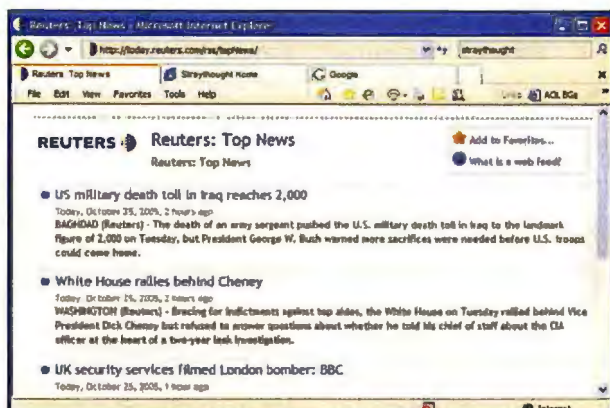 Reuters: Top News - Microsoft Internet Explorer
http://today.reuters.com/rss/topNews/
straythought
Reuters: Top News Straythought Home Google
File Edit View Favorites Tools Help
Links AOL BGs
REUTERS Reuters: Top News
Reuters: Top News
Add to Favorites...
What is a web feed?
US military death toll in Iraq reaches 2,000
Today, October 25, 2005, 2 hours ago
BAGHDAD (Reuters) - The death of an army sergeant pushed the U.S. military death toll in Iraq to the landmark
figure of 2,000 on Tuesday, but President George W. Bush warned more sacrifices were needed before U.S. troops
could come home.
White House rallies behind Cheney
Today, October 25, 2005, 2 hours ago
WASHINGTON (Reuters) - Bracing for indictments against top aides, the White House on Tuesday rallied behind Vice
President Dick Cheney but refused to answer questions about whether he told his chief of staff about the CIA
officer at the heart of a two-year leak investigation.
UK security services filmed London bomber: BBC
Today, October 25, 2005, 1 hour ago
Internet